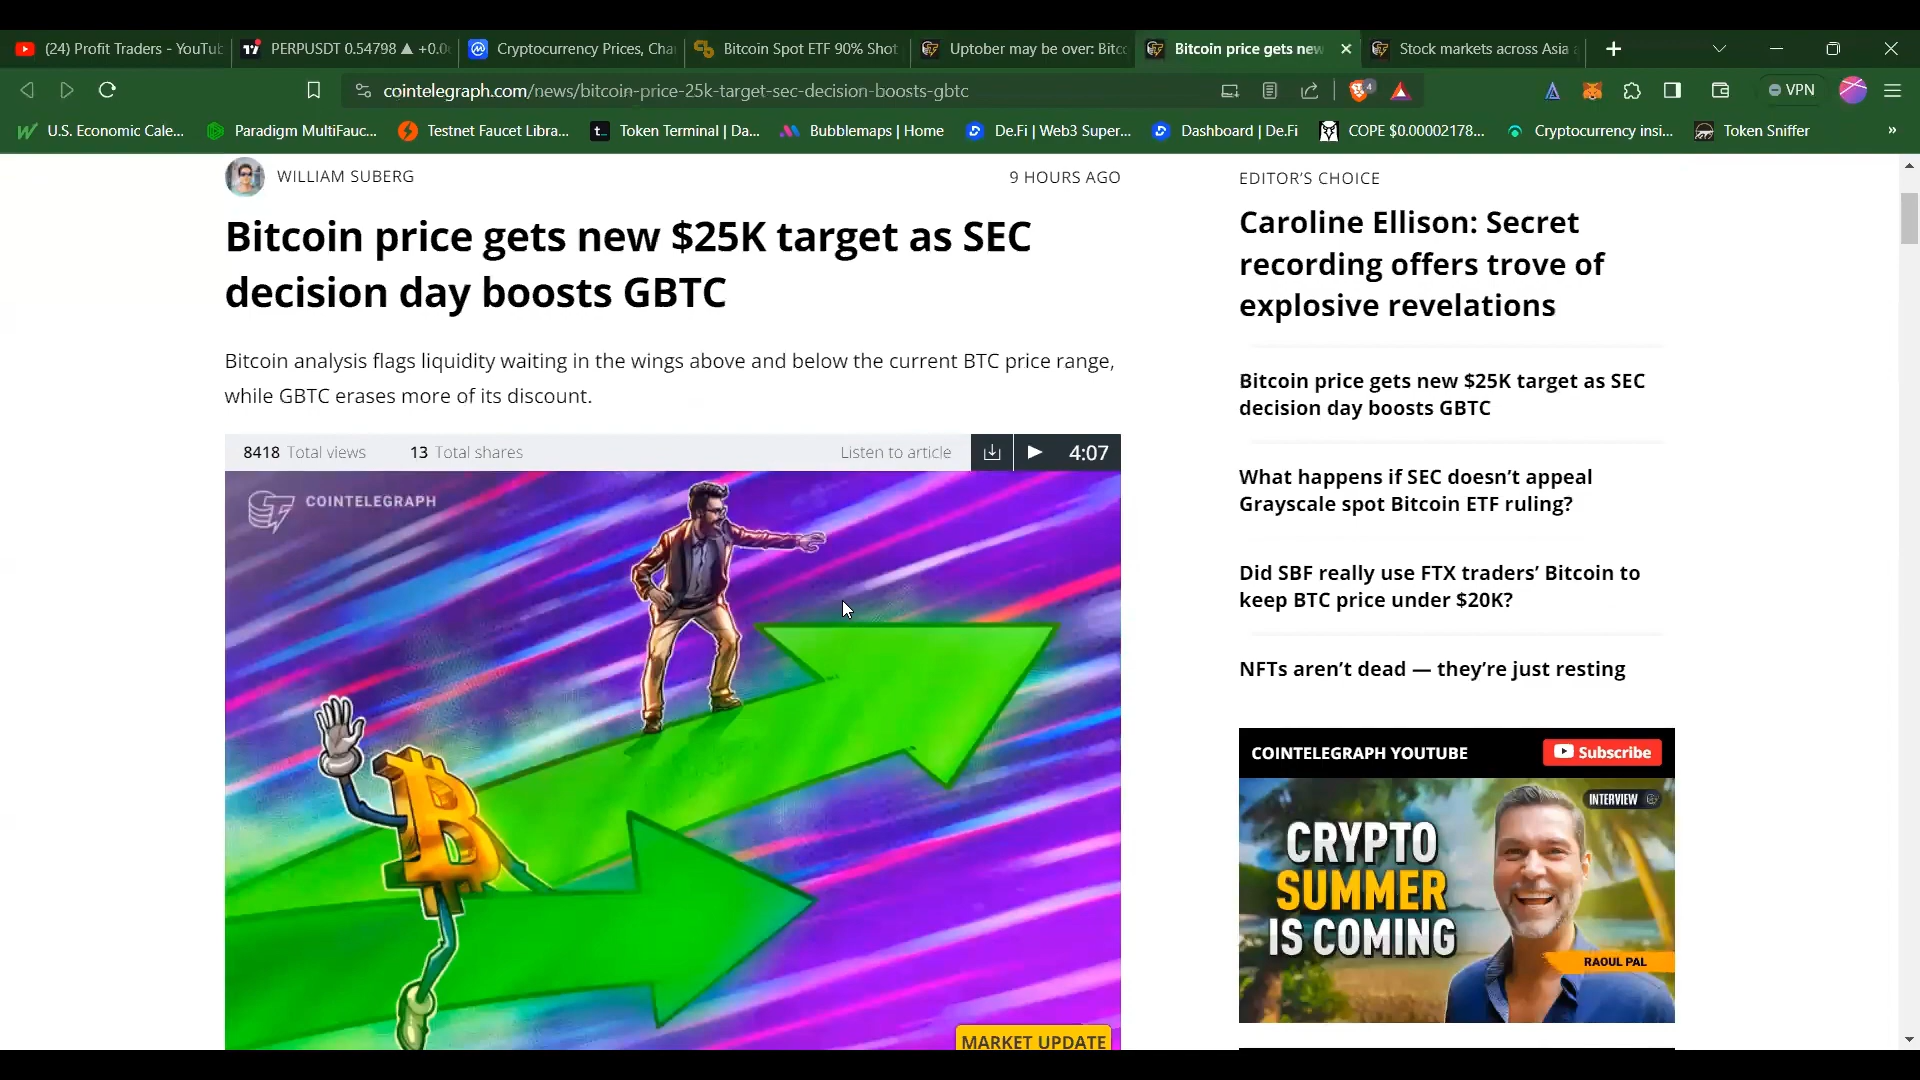 (24) Profit Traders - YouTub
PERPUSDT 0.54798 ▲ +0.0
Cryptocurrency Prices, Cha
Bitcoin Spot ETF 90% Shot
Uptober may be over: Bitc
Bitcoin price gets new
Stock markets across Asia a
cointelegraph.com/news/bitcoin-price-25k-target-sec-decision-boosts-gbtc
4
VPN
U.S. Economic Cale...
Paradigm MultiFauc...
Testnet Faucet Libra...
Token Terminal | Da...
Bubblemaps | Home
De.Fi | Web3 Super...
Dashboard | De.Fi
COPE $0.00002178...
Cryptocurrency insi...
Token Sniffer
»
WILLIAM SUBERG
9 HOURS AGO
Bitcoin price gets new $25K target as SEC
decision day boosts GBTC
Bitcoin analysis flags liquidity waiting in the wings above and below the current BTC price range,
while GBTC erases more of its discount.
8418 Total views
13 Total shares
Listen to article
4:07
COINTELEGRAPH
MARKET UPDATE
EDITOR'S CHOICE
Caroline Ellison: Secret
recording offers trove of
explosive revelations
Bitcoin price gets new $25K target as SEC
decision day boosts GBTC
What happens if SEC doesn't appeal
Grayscale spot Bitcoin ETF ruling?
Did SBF really use FTX traders' Bitcoin to
keep BTC price under $20K?
NFTs aren't dead — they're just resting
COINTELEGRAPH YOUTUBE
Subscribe
INTERVIEW
CRYPTO
SUMMER
IS COMING
RAOUL PAL